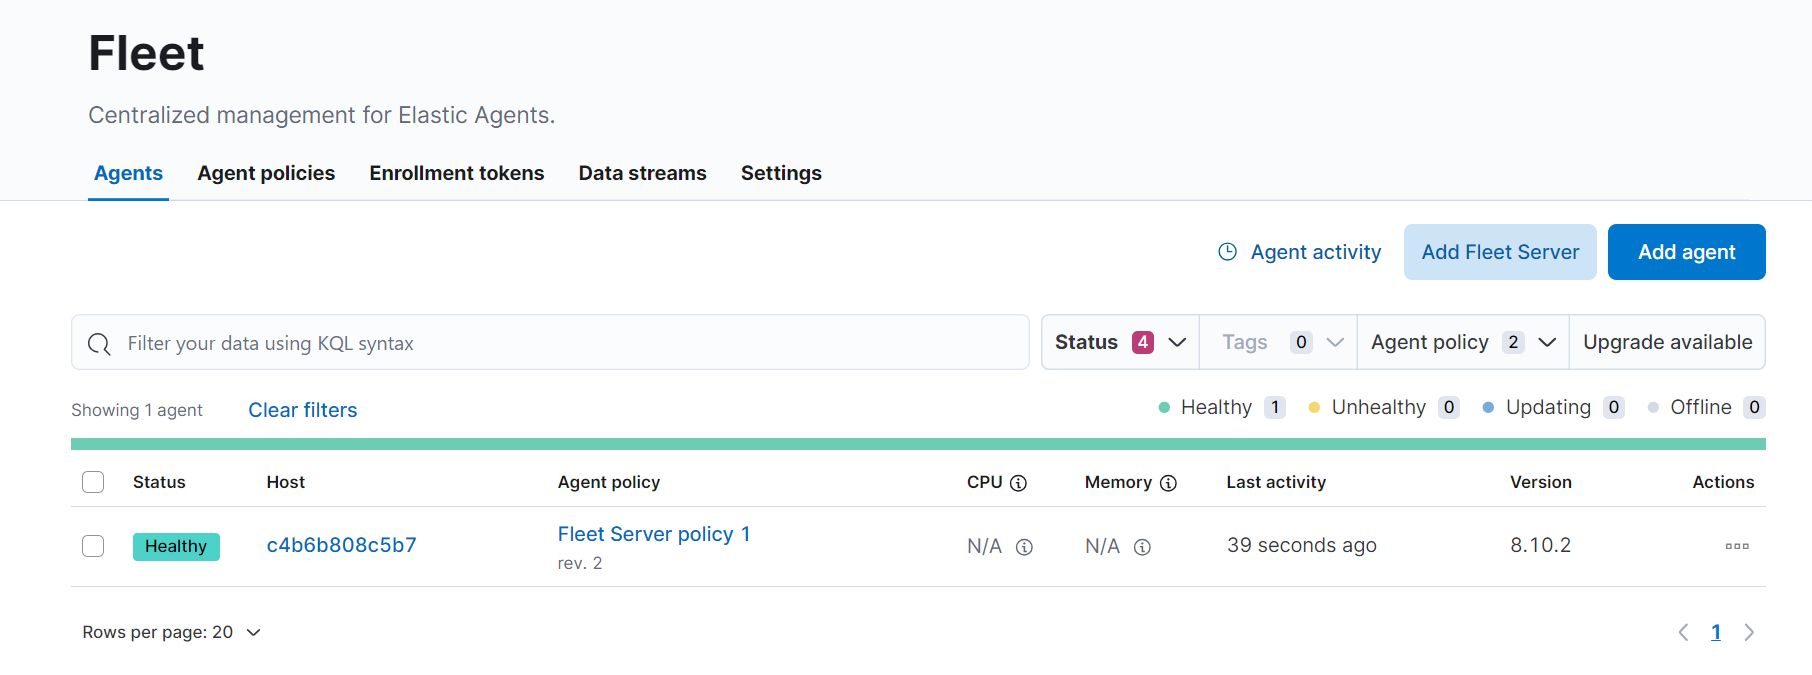 Fleet
Centralized management for Elastic Agents.
Agents Agent policies Enrollment tokens Data streams Settings
Agent activity Add Fleet Server Add agent
Filter your data using KQL syntax Status 4 Tags 0 Agent policy 2 Upgrade available
Showing 1 agent Clear filters Healthy 1 Unhealthy 0 Updating 0 Offline 0
Status Host Agent policy CPU Memory Last activity Version Actions
Healthy c4b6b808c5b7 Fleet Server policy 1 N/A N/A 39 seconds ago 8.10.2
rev. 2
Rows per page: 20 1